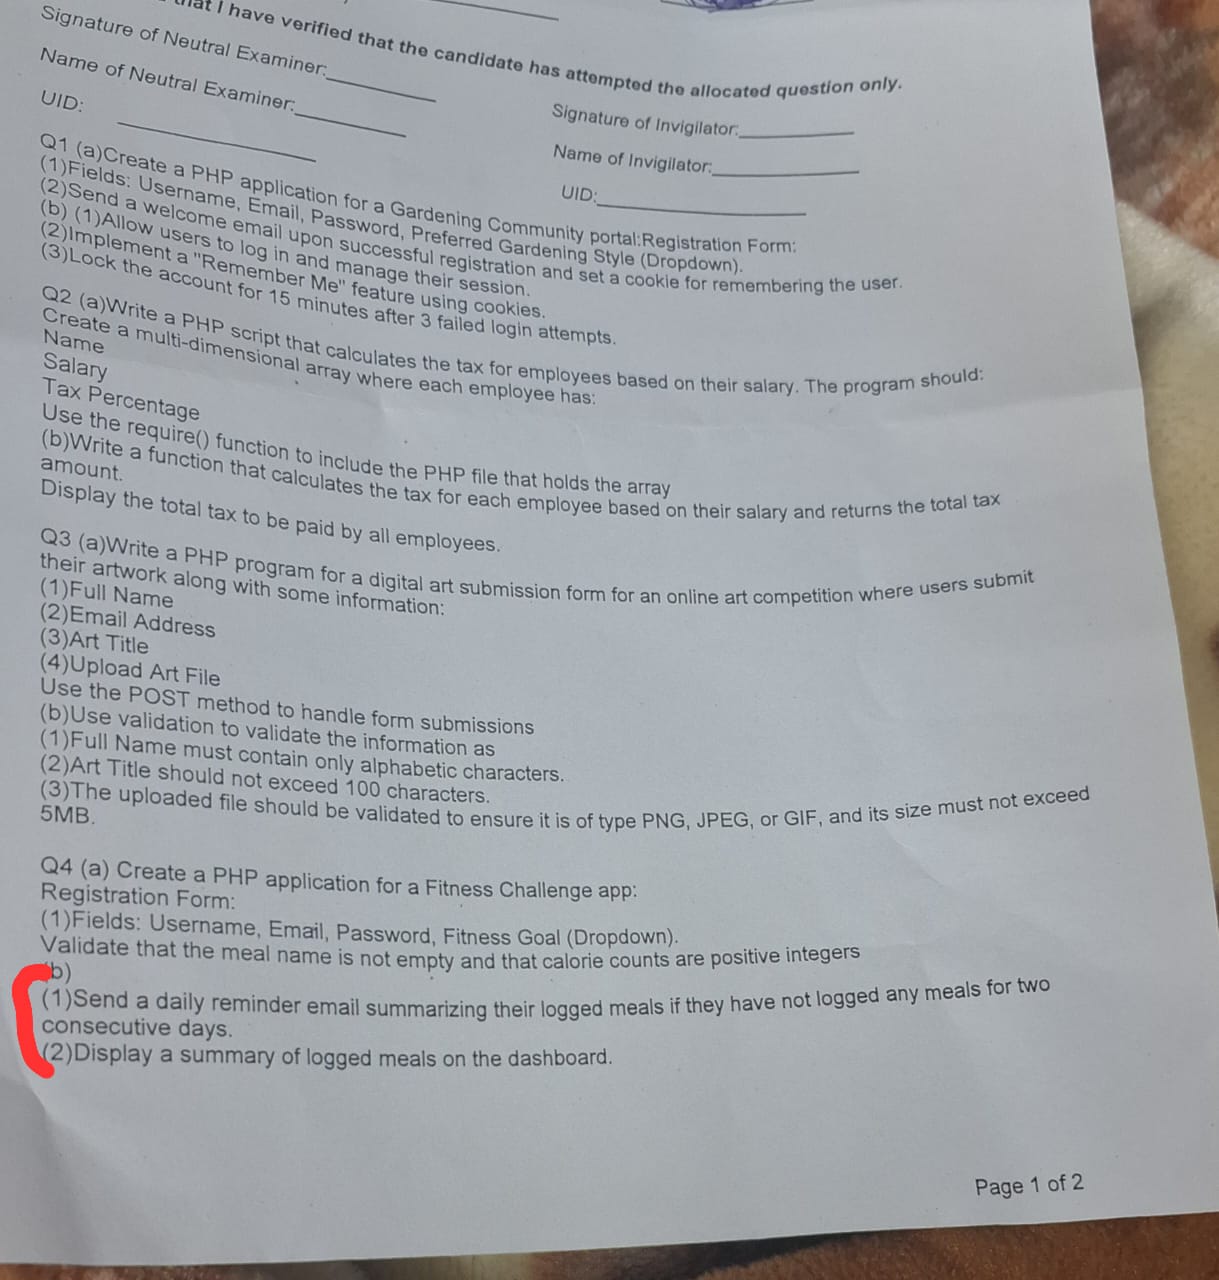 that I have verified that the candidate has attempted the allocated question only.
Signature of Neutral Examiner:
Name of Neutral Examiner:
UID:
Signature of Invigilator:
Name of Invigilator:
UID:
Q1 (a)Create a PHP application for a Gardening Community portal:Registration Form:
(1)Fields: Username, Email, Password, Preferred Gardening Style (Dropdown).
(2)Send a welcome email upon successful registration and set a cookie for remembering the user.
(b) (1)Allow users to log in and manage their session.
(2)Implement a "Remember Me" feature using cookies.
(3)Lock the account for 15 minutes after 3 failed login attempts.
Q2 (a)Write a PHP script that calculates the tax for employees based on their salary. The program should:
Create a multi-dimensional array where each employee has:
Name
Salary
Tax Percentage
Use the require() function to include the PHP file that holds the array
(b)Write a function that calculates the tax for each employee based on their salary and returns the total tax
amount.
Display the total tax to be paid by all employees.
Q3 (a)Write a PHP program for a digital art submission form for an online art competition where users submit
their artwork along with some information:
(1)Full Name
(2)Email Address
(3)Art Title
(4)Upload Art File
Use the POST method to handle form submissions
(b)Use validation to validate the information as
(1)Full Name must contain only alphabetic characters.
(2)Art Title should not exceed 100 characters.
(3)The uploaded file should be validated to ensure it is of type PNG, JPEG, or GIF, and its size must not exceed
5MB.
Q4 (a) Create a PHP application for a Fitness Challenge app:
Registration Form:
(1)Fields: Username, Email, Password, Fitness Goal (Dropdown).
Validate that the meal name is not empty and that calorie counts are positive integers
(b)
(1)Send a daily reminder email summarizing their logged meals if they have not logged any meals for two
consecutive days.
(2)Display a summary of logged meals on the dashboard.
Page 1 of 2